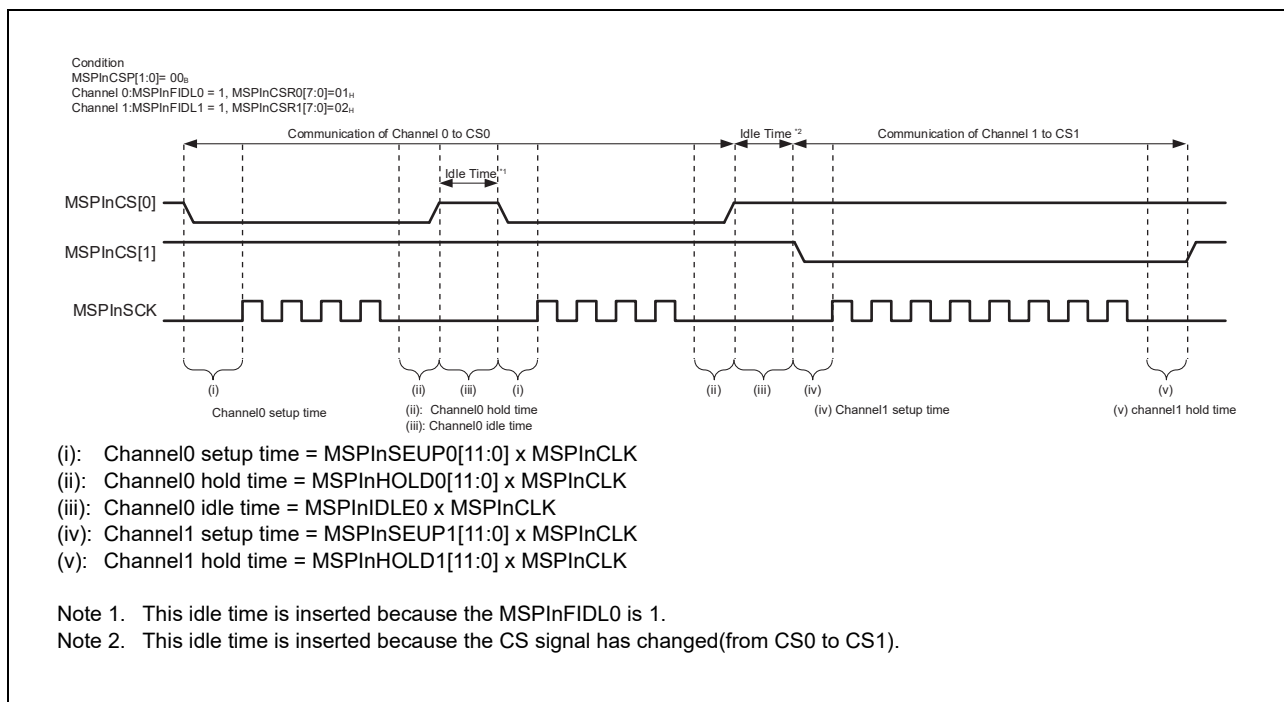 Condition
MSPInCSP[1:0]= 00B
Channel 0:MSPInFIDL0 = 1, MSPInCSR0[7:0]=01H
Channel 1:MSPInFIDL1 = 1, MSPInCSR1[7:0]=02H
Communication of Channel 0 to CS0
Idle Time *2
Communication of Channel 1 to CS1
Idle Time *1
MSPInCS[0]
MSPInCS[1]
MSPInSCK
(i) (ii) (iii) (i) (ii) (iii) (iv) (v)
Channel0 setup time
(ii): Channel0 hold time
(iii): Channel0 idle time
(iv) Channel1 setup time
(v) channel1 hold time
(i): Channel0 setup time = MSPInSEUP0[11:0] x MSPInCLK
(ii): Channel0 hold time = MSPInHOLD0[11:0] x MSPInCLK
(iii): Channel0 idle time = MSPInIDLE0 x MSPInCLK
(iv): Channel1 setup time = MSPInSEUP1[11:0] x MSPInCLK
(v): Channel1 hold time = MSPInHOLD1[11:0] x MSPInCLK
Note 1. This idle time is inserted because the MSPInFIDL0 is 1.
Note 2. This idle time is inserted because the CS signal has changed(from CS0 to CS1).